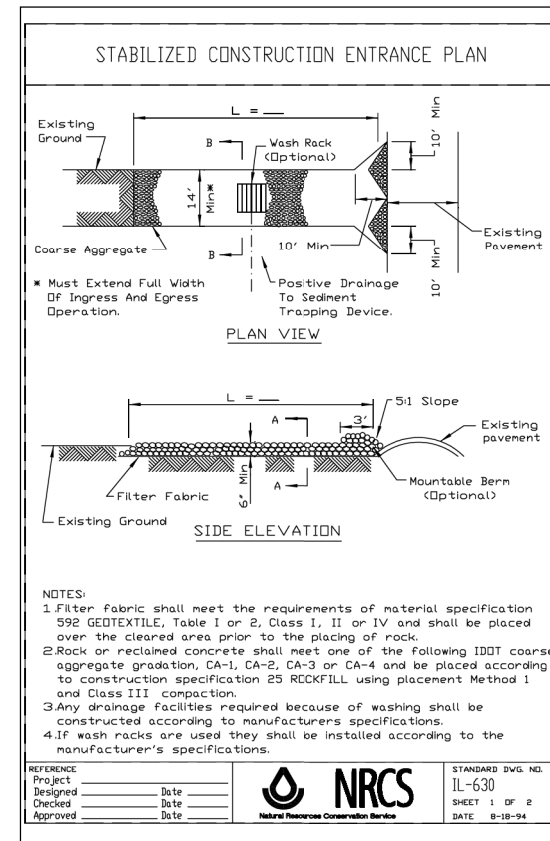 STABILIZED CONSTRUCTION ENTRANCE PLAN
L = ___
Existing
Ground
B
Wash Rack
(Optional)
10' Min
14'
Min*
Coarse Aggregate
B
10' Min
Existing
Pavement
10' Min
* Must Extend Full Width
Of Ingress And Egress
Operation.
Positive Drainage
To Sediment
Trapping Device.
PLAN VIEW
L = ___
5:1 Slope
A
3'
Existing
pavement
Filter Fabric
6" Min
A
Mountable Berm
(Optional)
Existing Ground
SIDE ELEVATION
NOTES:
1.Filter fabric shall meet the requirements of material specification
592 GEOTEXTILE, Table I or 2, Class I, II or IV and shall be placed
over the cleared area prior to the placing of rock.
2.Rock or reclaimed concrete shall meet one of the following IDOT coarse
aggregate gradation, CA-1, CA-2, CA-3 or CA-4 and be placed according
to construction specification 25 ROCKFILL using placement Method 1
and Class III compaction.
3.Any drainage facilities required because of washing shall be
constructed according to manufacturers specifications.
4.If wash racks are used they shall be installed according to the
manufacturer's specifications.
REFERENCE
Project
Designed Date
Checked Date
Approved Date
NRCS
Natural Resources Conservation Service
STANDARD DWG. NO.
IL-630
SHEET 1 OF 2
DATE 8-18-94